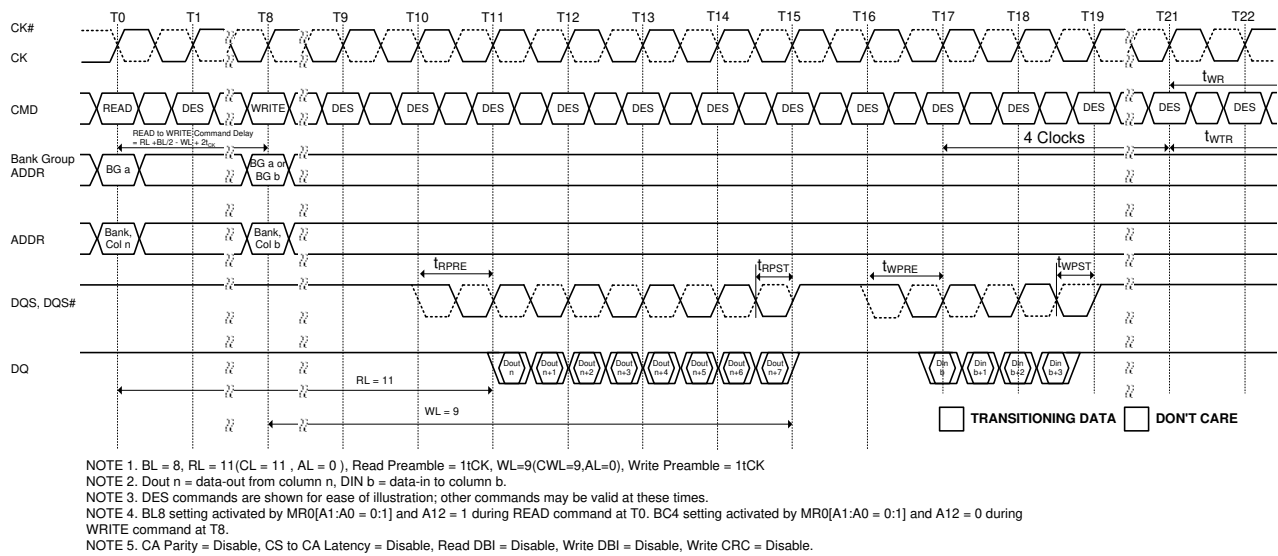 T0 T1 T8 T9 T10 T11 T12 T13 T14 T15 T16 T17 T18 T19 T21 T22
CK#
CK
tWR
CMD READ DES WRITE DES DES DES DES DES DES DES DES DES DES DES DES DES
READ to WRITE Command Delay
= RL +BL/2 - WL + 2tCK
4 Clocks
tWTR
Bank Group
ADDR
BG a
BG a or
BG b
ADDR
Bank,
Col n
Bank,
Col b
tRPRE
tRPST
tWPRE
tWPST
DQS, DQS#
DQ
Dout
n
Dout
n+1
Dout
n+2
Dout
n+3
Dout
n+4
Dout
n+5
Dout
n+6
Dout
n+7
Din
b
Din
b+1
Din
b+2
Din
b+3
RL = 11
WL = 9
TRANSITIONING DATA DON'T CARE
NOTE 1. BL = 8, RL = 11(CL = 11 , AL = 0 ), Read Preamble = 1tCK, WL=9(CWL=9,AL=0), Write Preamble = 1tCK
NOTE 2. Dout n = data-out from column n, DIN b = data-in to column b.
NOTE 3. DES commands are shown for ease of illustration; other commands may be valid at these times.
NOTE 4. BL8 setting activated by MR0[A1:A0 = 0:1] and A12 = 1 during READ command at T0. BC4 setting activated by MR0[A1:A0 = 0:1] and A12 = 0 during
WRITE command at T8.
NOTE 5. CA Parity = Disable, CS to CA Latency = Disable, Read DBI = Disable, Write DBI = Disable, Write CRC = Disable.